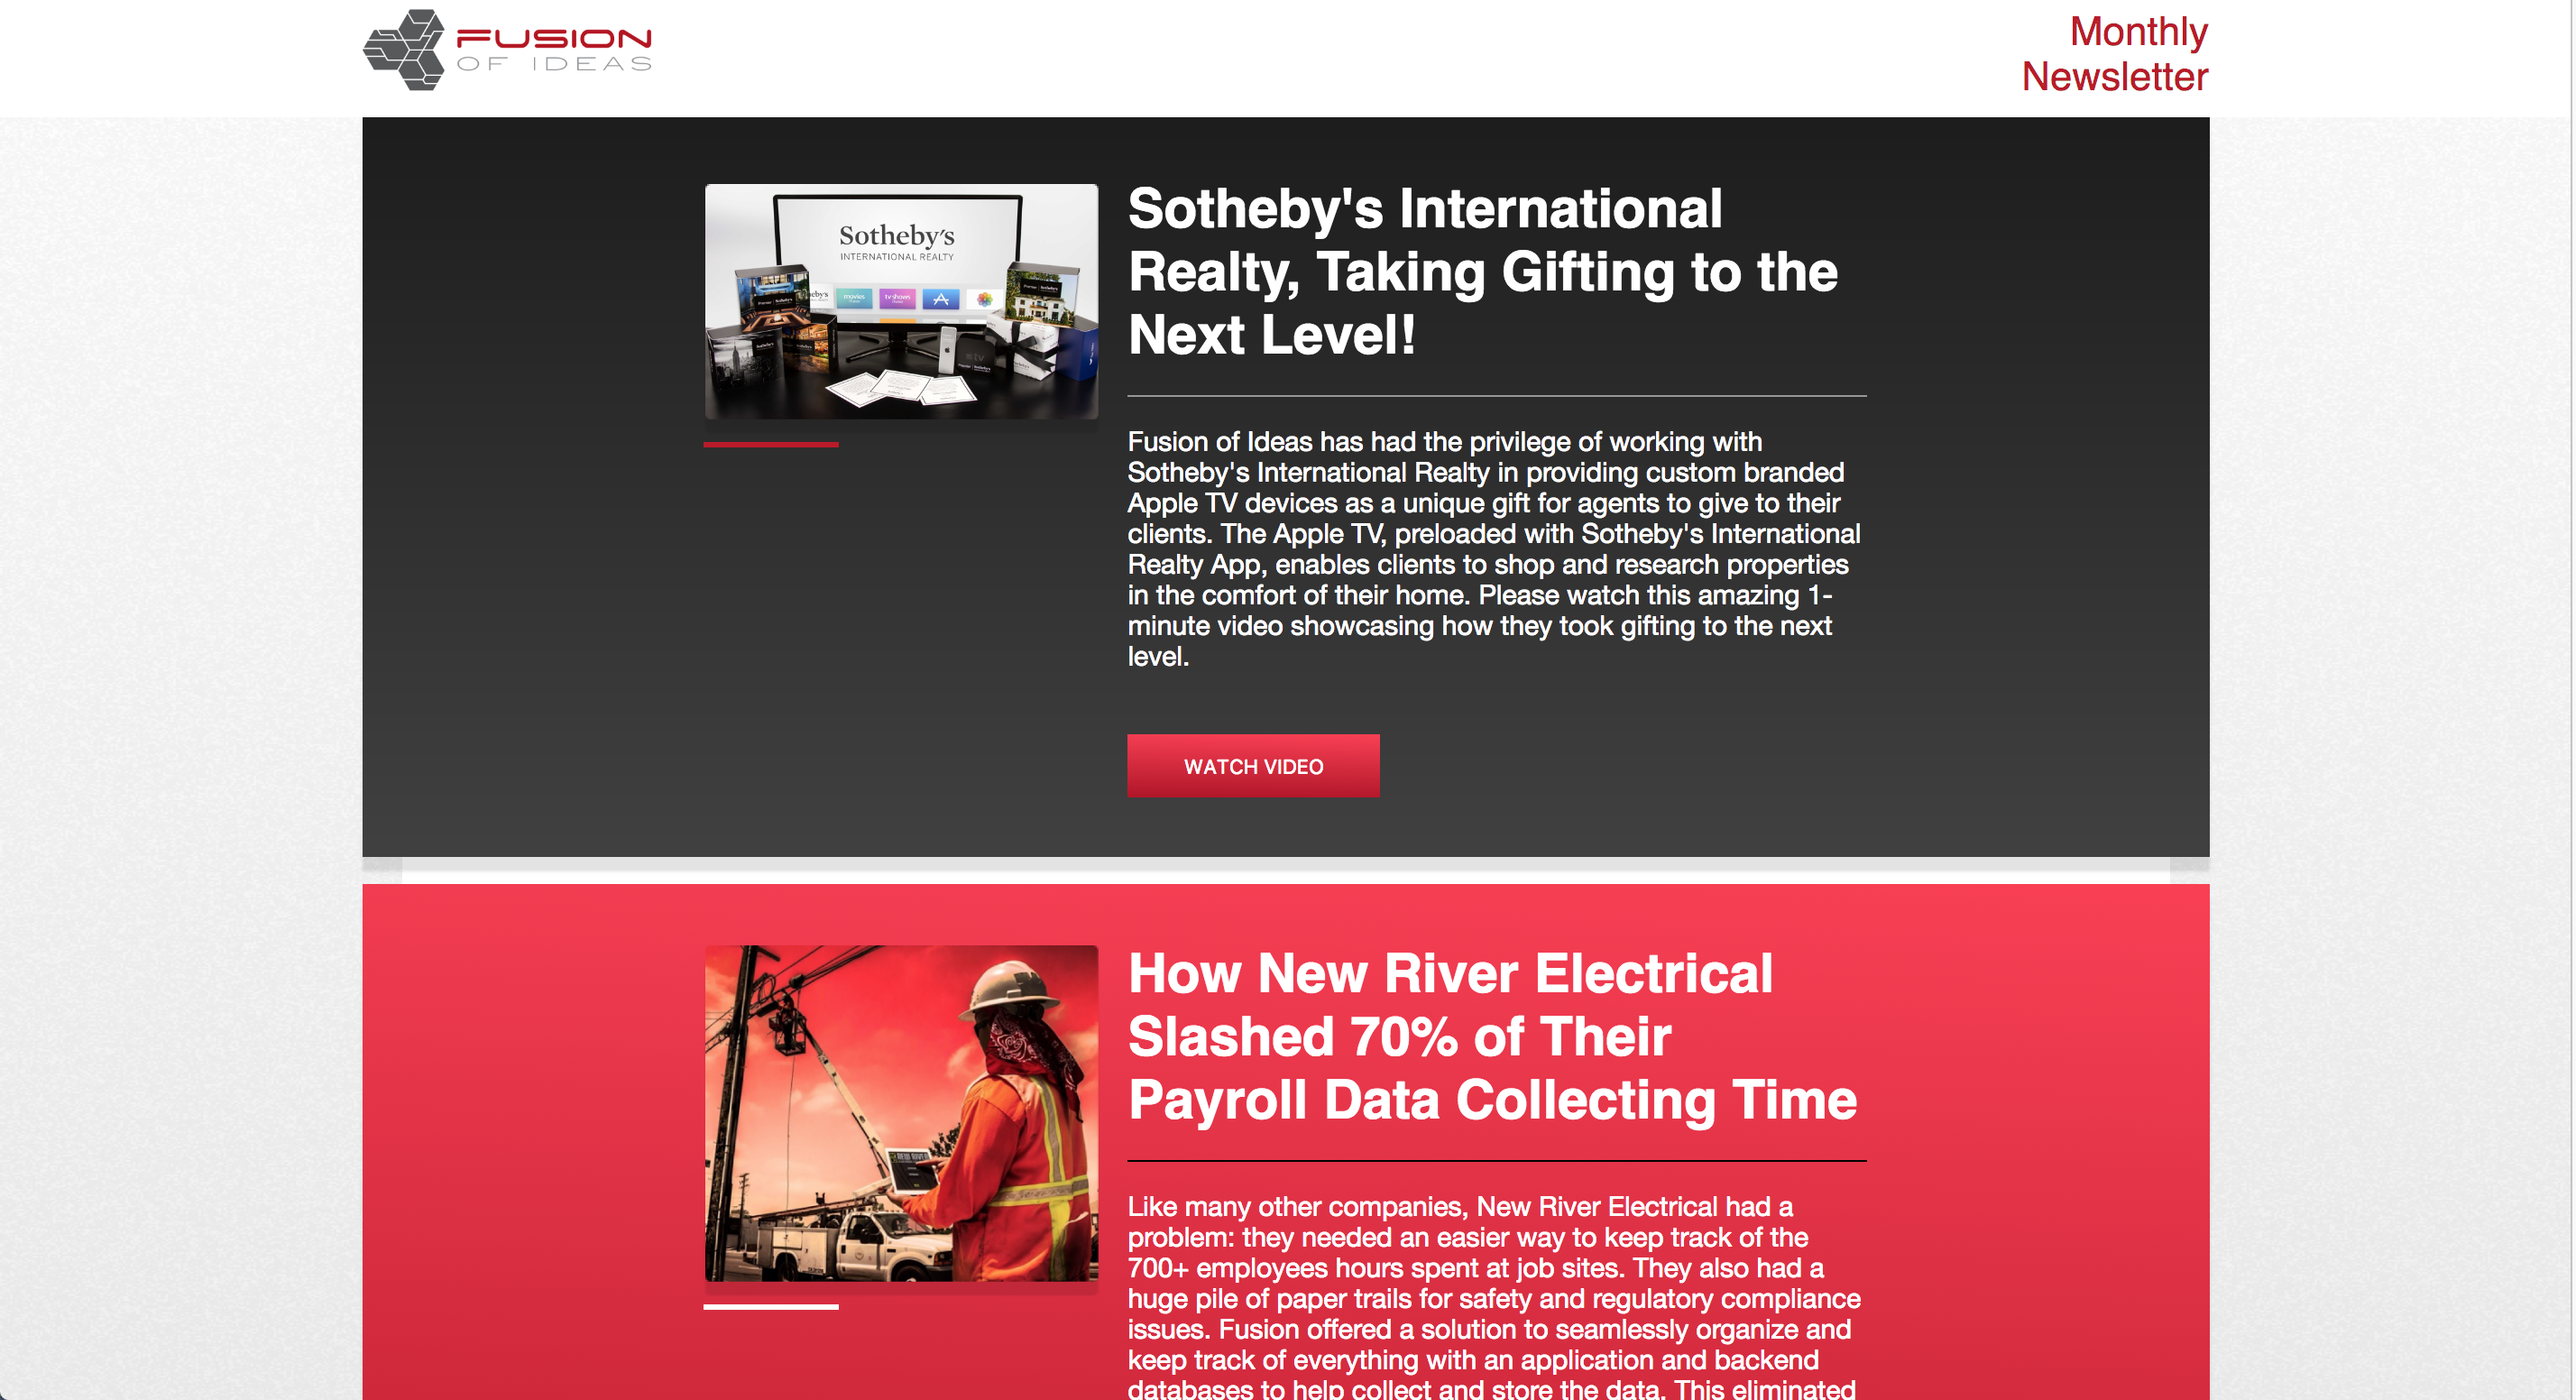 FUSION
OF IDEAS
Monthly
Newsletter
Sotheby's
INTERNATIONAL REALTY
movies
tv shows
Sotheby's International
Realty, Taking Gifting to the
Next Level!
Fusion of Ideas has had the privilege of working with
Sotheby's International Realty in providing custom branded
Apple TV devices as a unique gift for agents to give to their
clients. The Apple TV, preloaded with Sotheby's International
Realty App, enables clients to shop and research properties
in the comfort of their home. Please watch this amazing 1-
minute video showcasing how they took gifting to the next
level.
WATCH VIDEO
How New River Electrical
Slashed 70% of Their
Payroll Data Collecting Time
Like many other companies, New River Electrical had a
problem: they needed an easier way to keep track of the
700+ employees hours spent at job sites. They also had a
huge pile of paper trails for safety and regulatory compliance
issues. Fusion offered a solution to seamlessly organize and
keep track of everything with an application and backend
databases to help collect and store the data. This eliminated